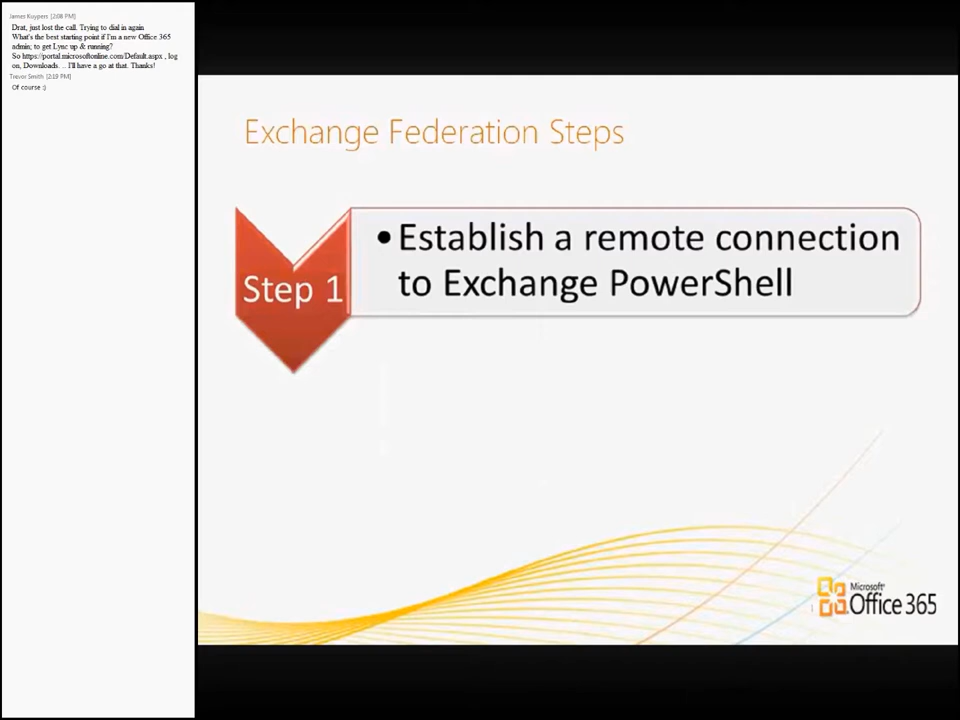 James Kuypers [2:08 PM]
Drat, just lost the call. Trying to dial in again
What's the best starting point if I'm a new Office 365
admin; to get Lync up & running?
So https://portal.microsoftonline.com/Default.aspx , log
on, Downloads. .. I'll have a go at that. Thanks!
Trevor Smith [2:19 PM]
Of course :)
Exchange Federation Steps
Step 1
•Establish a remote connection
to Exchange PowerShell
Microsoft
Office 365